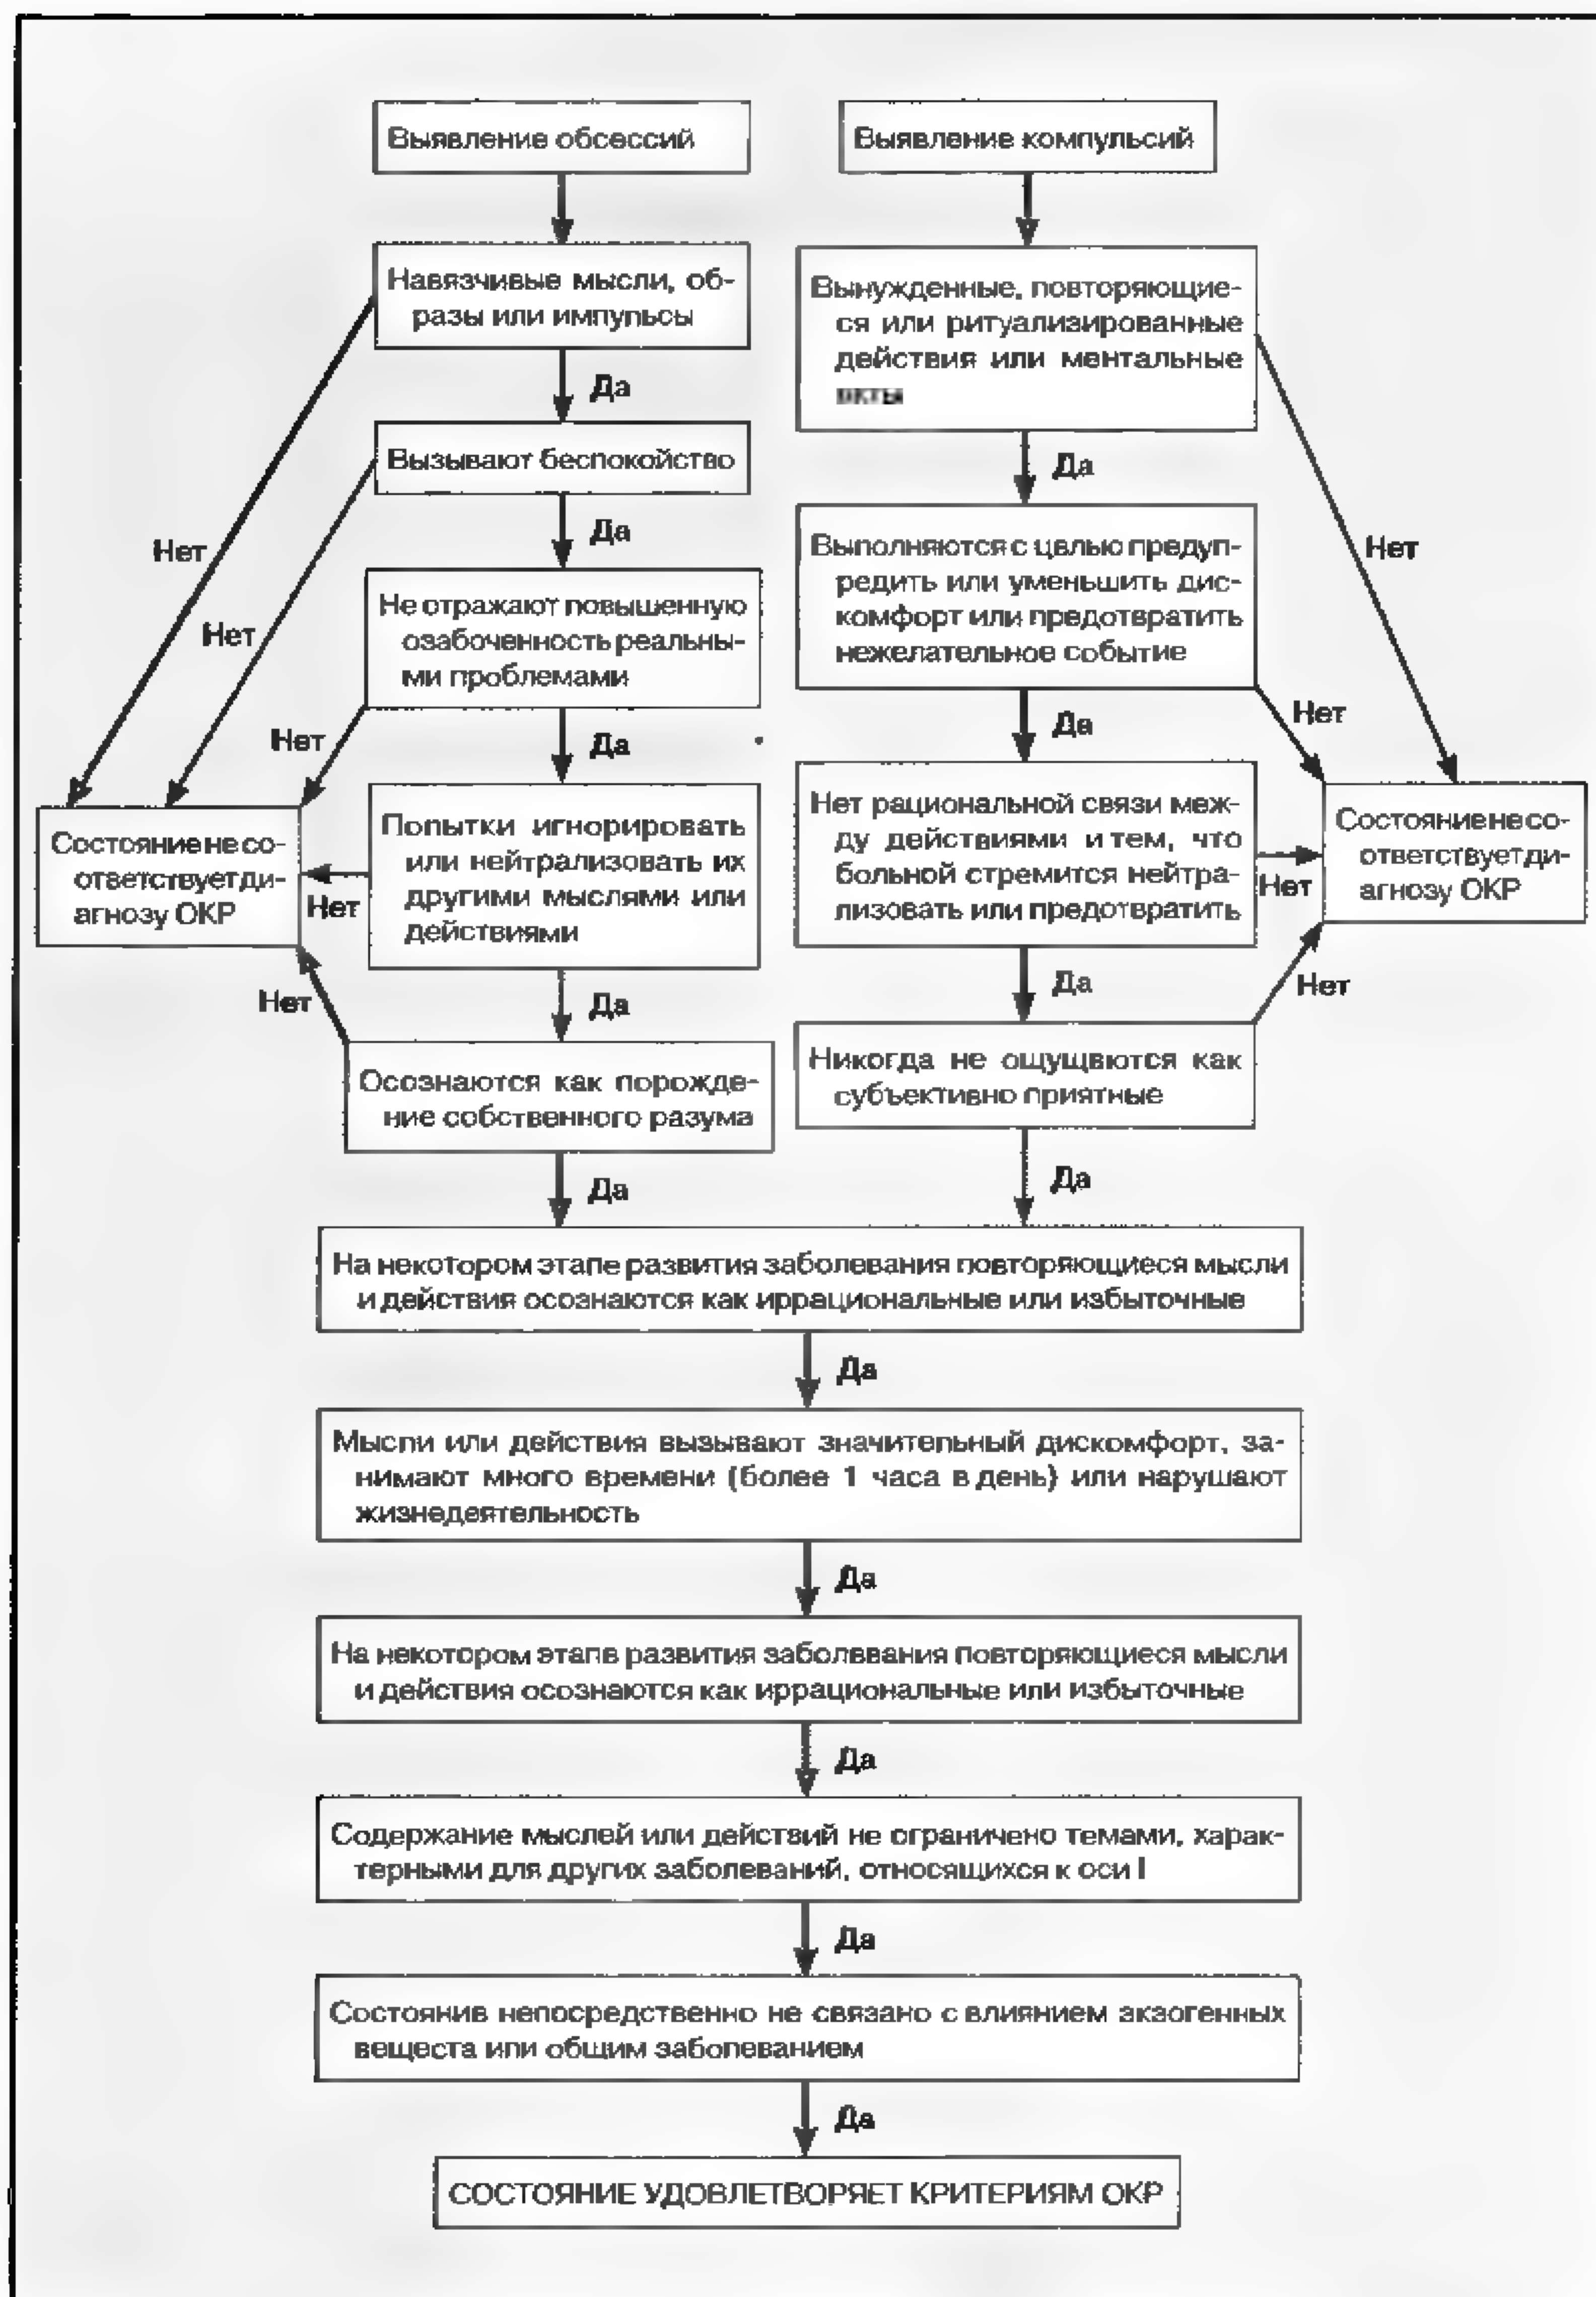 Выявление обсессий
Выявление компульсий
Навязчивые мысли, об-
разы или импульсы
Вынужденные, повторяющие-
ся или ритуализированные
действия или ментальные
акты
Да
Вызывают беспокойство
Да
Да
Нет
Нет
Нет
Не отражают повышенную
озабоченность реальны-
ми проблемами
Выполняются с целью предуп-
редить или уменьшить дис-
комфорт или предотвратить
нежелательное событие
Нет
Нет
Да
Да
Состояние не со-
ответствует ди-
агнозу ОКР
Нет
Попытки игнорировать
или нейтрализовать их
другими мыслями или
действиями
Нет рациональной связи меж-
ду действиями и тем, что
больной стремится нейтра-
лизовать или предотвратить
Нет
Состояние не со-
ответствует ди-
агнозу ОКР
Нет
Да
Да
Нет
Осознаются как порожде-
ние собственного разума
Никогда не ощущвются как
субъективно приятные
Да
Да
На некотором этапе развития заболевания повторяющиеся мысли
и действия осознаются как иррациональные или избыточные
Да
Мысли или действия вызывают значительный дискомфорт, за-
нимают много времени (более 1 часа в день) или нарушают
жизнедеятельность
Да
На некотором этапв развития заболввания повторяющиеся мысли
и действия осознаются как иррациональные или избыточные
Да
Содержание мыслей или действий не ограничено темами, харак-
терными для других заболеваний, относящихся к оси I
Да
Состоянив непосредственно не связано с влиянием экзогенных
вещеста или общим заболеванием
Да
СОСТОЯНИЕ УДОВЛЕТВОРЯЕТ КРИТЕРИЯМ ОКР